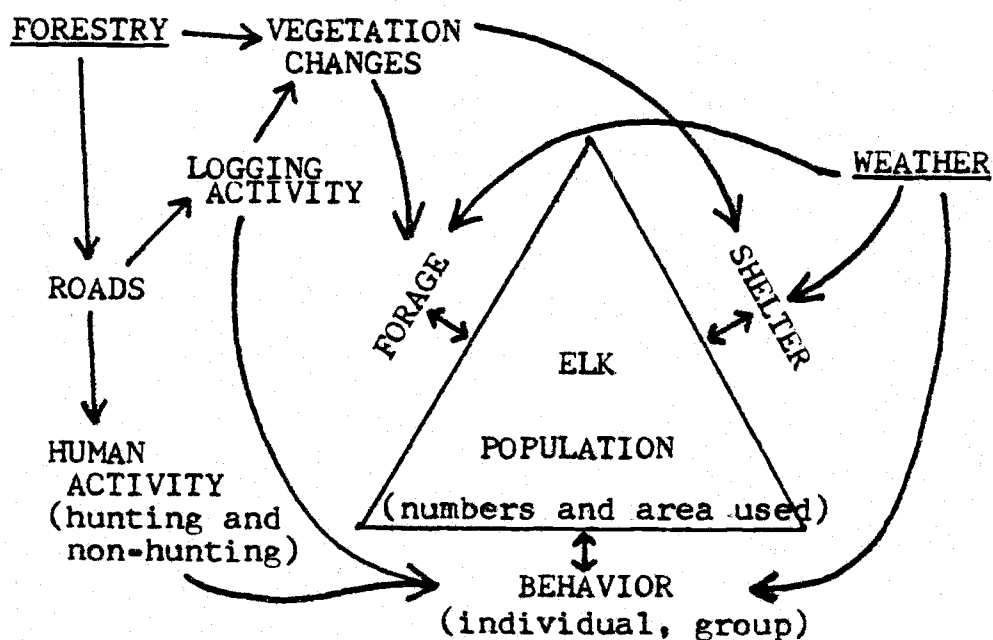 FORESTRY
VEGETATION
CHANGES
LOGGING
ACTIVITY
WEATHER
ROADS
FORAGE
SHELTER
ELK
POPULATION
(numbers and area used)
HUMAN
ACTIVITY
(hunting and
non-hunting)
BEHAVIOR
(individual, group)